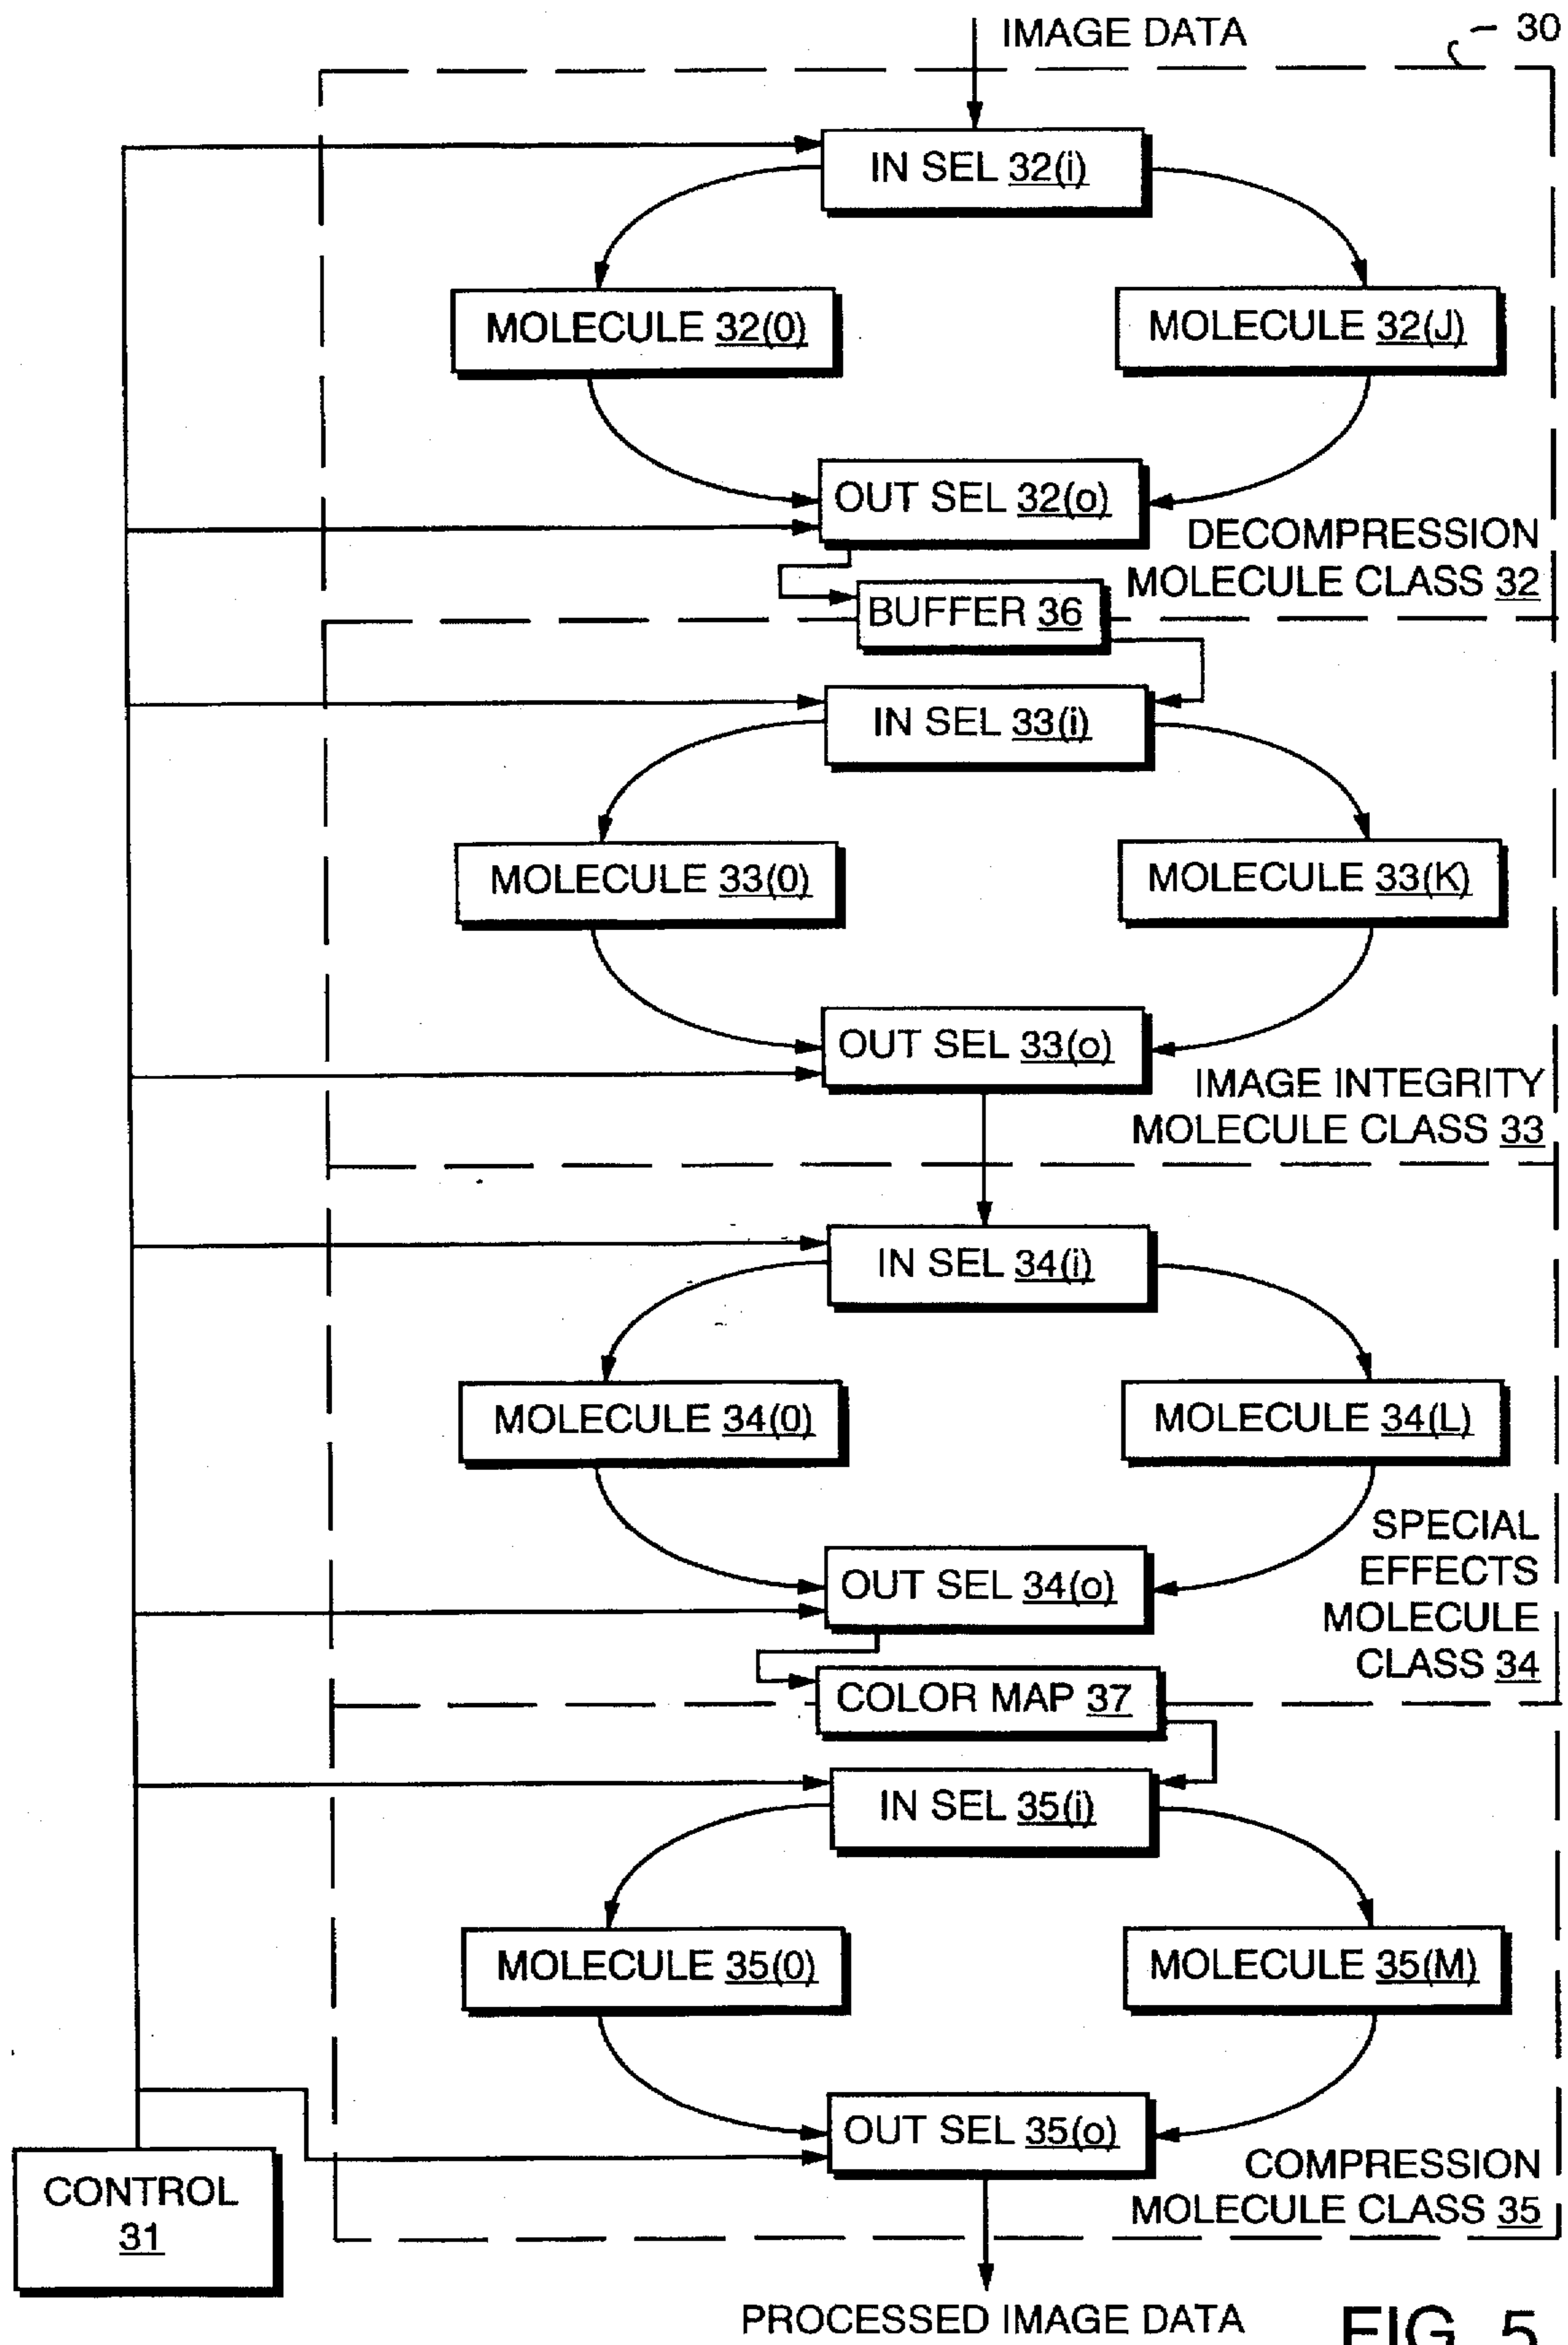 IMAGE DATA
30
IN SEL 32(i)
MOLECULE 32(0)
MOLECULE 32(J)
OUT SEL 32(o)
DECOMPRESSION
MOLECULE CLASS 32
BUFFER 36
IN SEL 33(i)
MOLECULE 33(0)
MOLECULE 33(K)
OUT SEL 33(o)
IMAGE INTEGRITY
MOLECULE CLASS 33
IN SEL 34(i)
MOLECULE 34(0)
MOLECULE 34(L)
OUT SEL 34(o)
SPECIAL
EFFECTS
MOLECULE
CLASS 34
COLOR MAP 37
IN SEL 35(i)
MOLECULE 35(0)
MOLECULE 35(M)
OUT SEL 35(o)
COMPRESSION
MOLECULE CLASS 35
CONTROL
31
PROCESSED IMAGE DATA
FIG. 5